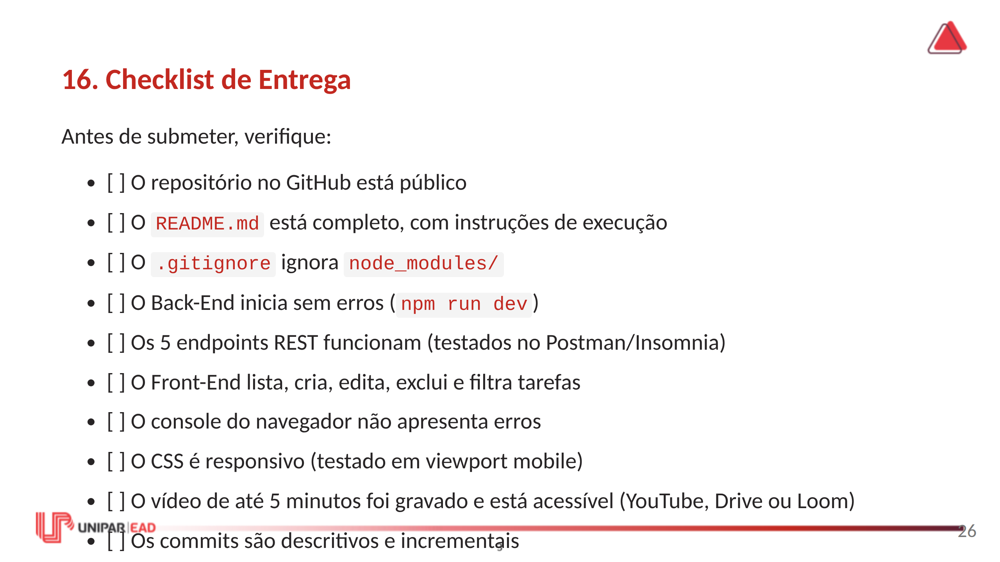 16. Checklist de Entrega
Antes de submeter, verifique:
• [ ] O repositório no GitHub está público
• [ ] O README.md está completo, com instruções de execução
• [ ] O .gitignore ignora node_modules/
• [ ] O Back-End inicia sem erros (npm run dev)
• [ ] Os 5 endpoints REST funcionam (testados no Postman/Insomnia)
• [ ] O Front-End lista, cria, edita, exclui e filtra tarefas
• [ ] O console do navegador não apresenta erros
• [ ] O CSS é responsivo (testado em viewport mobile)
• [ ] O vídeo de até 5 minutos foi gravado e está acessível (YouTube, Drive ou Loom)
UNIPAR|EAD
26
• [ ] Os commits são descritivos e incrementais
3